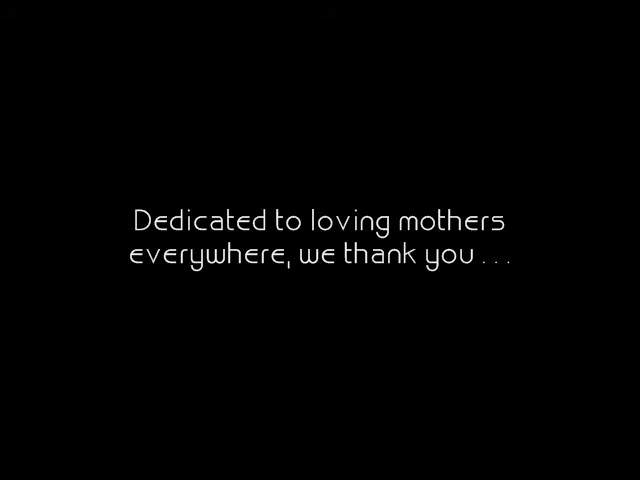 Dedicated to loving mothers
everywhere, we thank you . . .